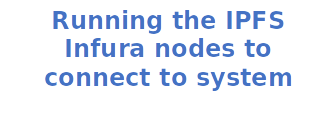 Running the IPFS
Infura nodes to
connect to system